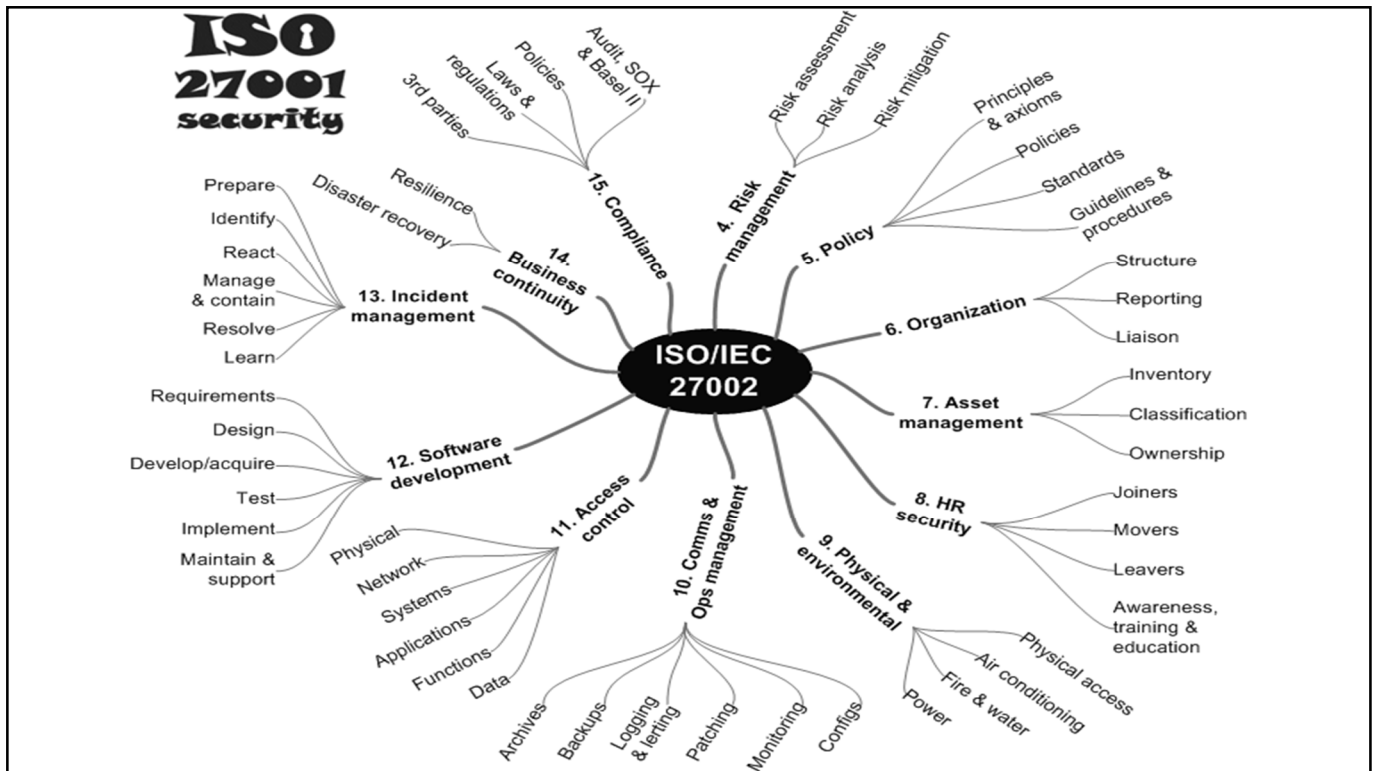 ISO
27001
security
ISO/IEC
27002
4. Risk
management
Risk assessment
Risk analysis
Risk mitigation
5. Policy
Principles
& axioms
Policies
Standards
Guidelines &
procedures
6. Organization
Structure
Reporting
Liaison
7. Asset
management
Inventory
Classification
Ownership
8. HR
security
Joiners
Movers
Leavers
Awareness,
training &
education
9. Physical &
environmental
Physical access
Air conditioning
Fire & water
Power
10. Comms &
Ops management
Configs
Monitoring
Patching
Logging
& lerting
Backups
Archives
11. Access
control
Physical
Network
Systems
Applications
Functions
Data
12. Software
development
Requirements
Design
Develop/acquire
Test
Implement
Maintain &
support
13. Incident
management
Prepare
Identify
React
Manage
& contain
Resolve
Learn
14.
Business
continuity
Resilience
Disaster recovery
15. Compliance
3rd parties
Laws &
regulations
Policies
Audit, SOX
& Basel II